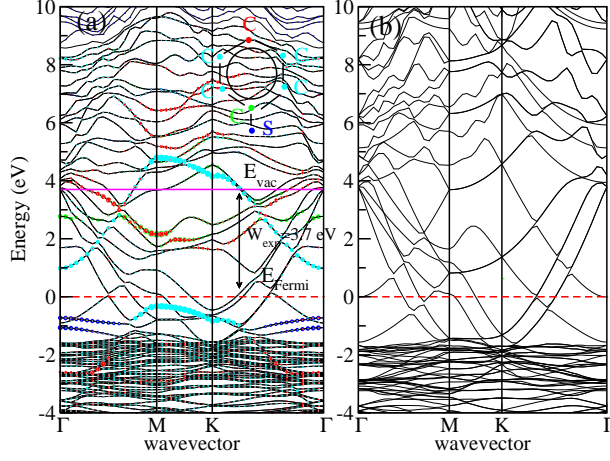 (a)
(b)
C
C
C
C
C
C
S
E_vac
W_exp=3.7 eV
E_Fermi
Energy (eV)
10
8
6
4
2
0
-2
-4
10
8
6
4
2
0
-2
-4
Γ M K Γ
Γ M K Γ
wavevector
wavevector